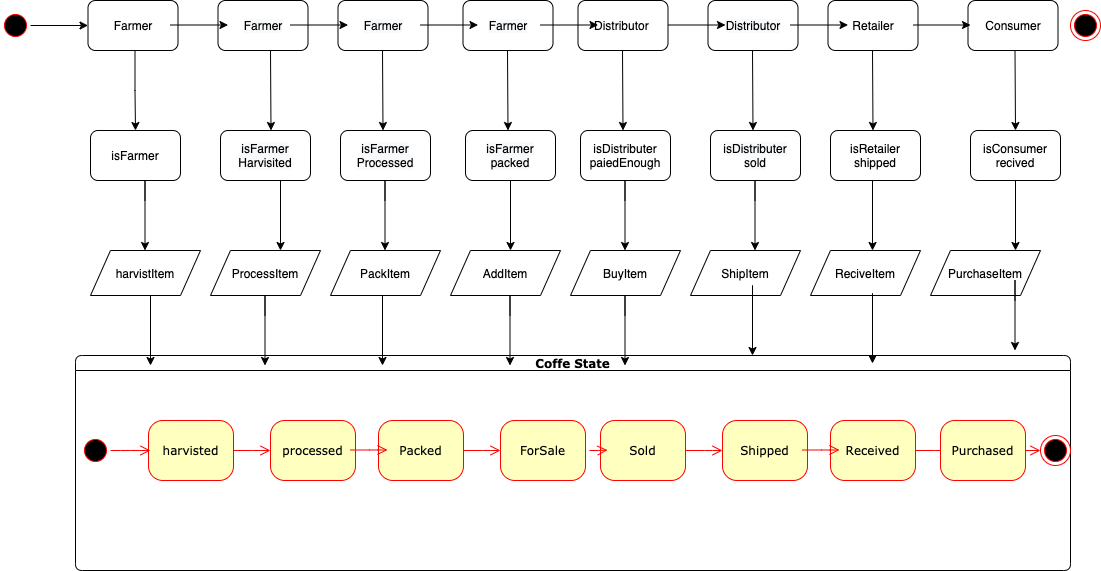 Farmer
Farmer
Farmer
Farmer
Distributor
Distributor
Retailer
Consumer
isFarmer
isFarmer
Harvisited
isFarmer
Processed
isFarmer
packed
isDistributer
paiedEnough
isDistributer
sold
isRetailer
shipped
isConsumer
recived
harvistItem
ProcessItem
PackItem
AddItem
BuyItem
ShipItem
ReciveItem
PurchaseItem
Coffe State
harvisted
processed
Packed
ForSale
Sold
Shipped
Received
Purchased